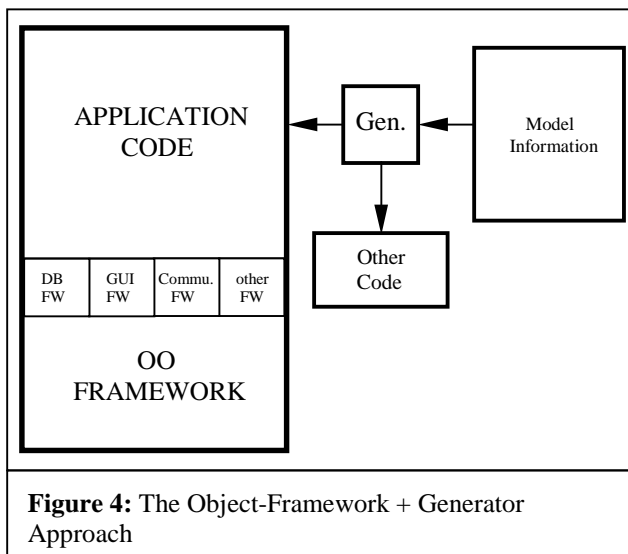 APPLICATION
CODE
Gen.
Model
Information
Other
Code
DB
FW
GUI
FW
Commu.
FW
other
FW
OO
FRAMEWORK
Figure 4: The Object-Framework + Generator
Approach